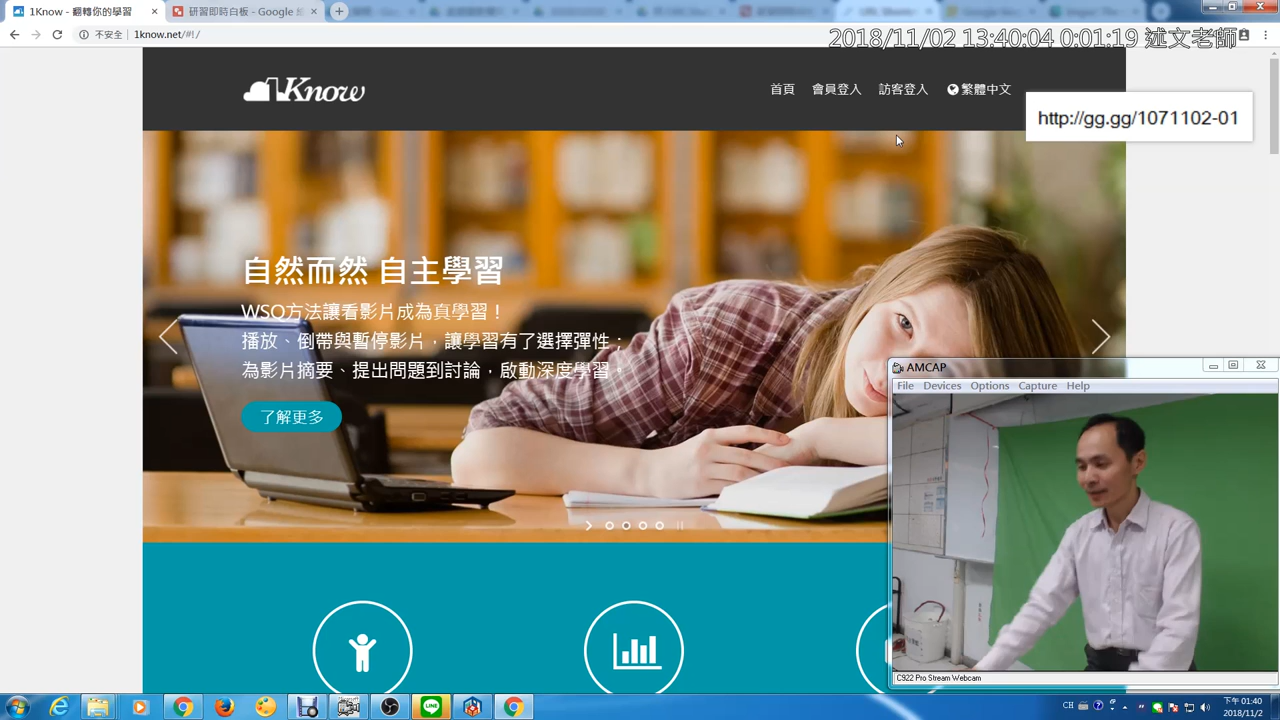 1Know - 翻轉你的學習
研習即時白板 - Google
不安全
1know.net/#!/
2018/11/02 13:40:04 0:01:19 述文老師
1Know
首頁
會員登入
訪客登入
繁體中文
http://gg.gg/1071102-01
自然而然 自主學習
WSQ方法讓看影片成為真學習！
播放、倒帶與暫停影片，讓學習有了選擇彈性；
為影片摘要、提出問題到討論，啟動深度學習。
了解更多
AMCAP
File Devices Options Capture Help
C922 Pro Stream Webcam
LINE
CH
下午 01:40
2018/11/2